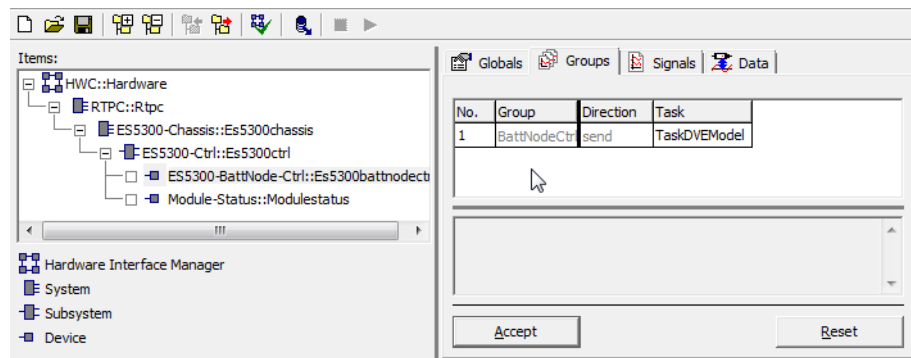 Items:
HWC::Hardware
RTPC::Rtpc
ES5300-Chassis::Es5300chassis
ES5300-Ctrl::Es5300ctrl
ES5300-BattNode-Ctrl::Es5300battnodectr
Module-Status::Modulestatus
Hardware Interface Manager
System
Subsystem
Device
Globals Groups Signals Data
No. Group Direction Task
1 BattNodeCtrl send TaskDVEModel
Accept Reset